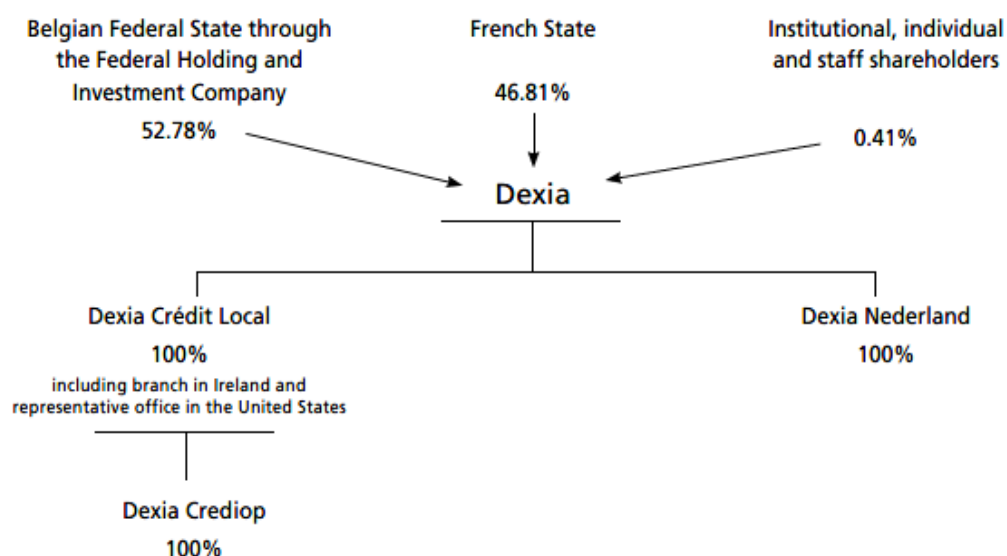 Belgian Federal State through
the Federal Holding and
Investment Company
52.78%
French State
46.81%
Institutional, individual
and staff shareholders
0.41%
Dexia
Dexia Crédit Local
100%
including branch in Ireland and
representative office in the United States
Dexia Nederland
100%
Dexia Crediop
100%